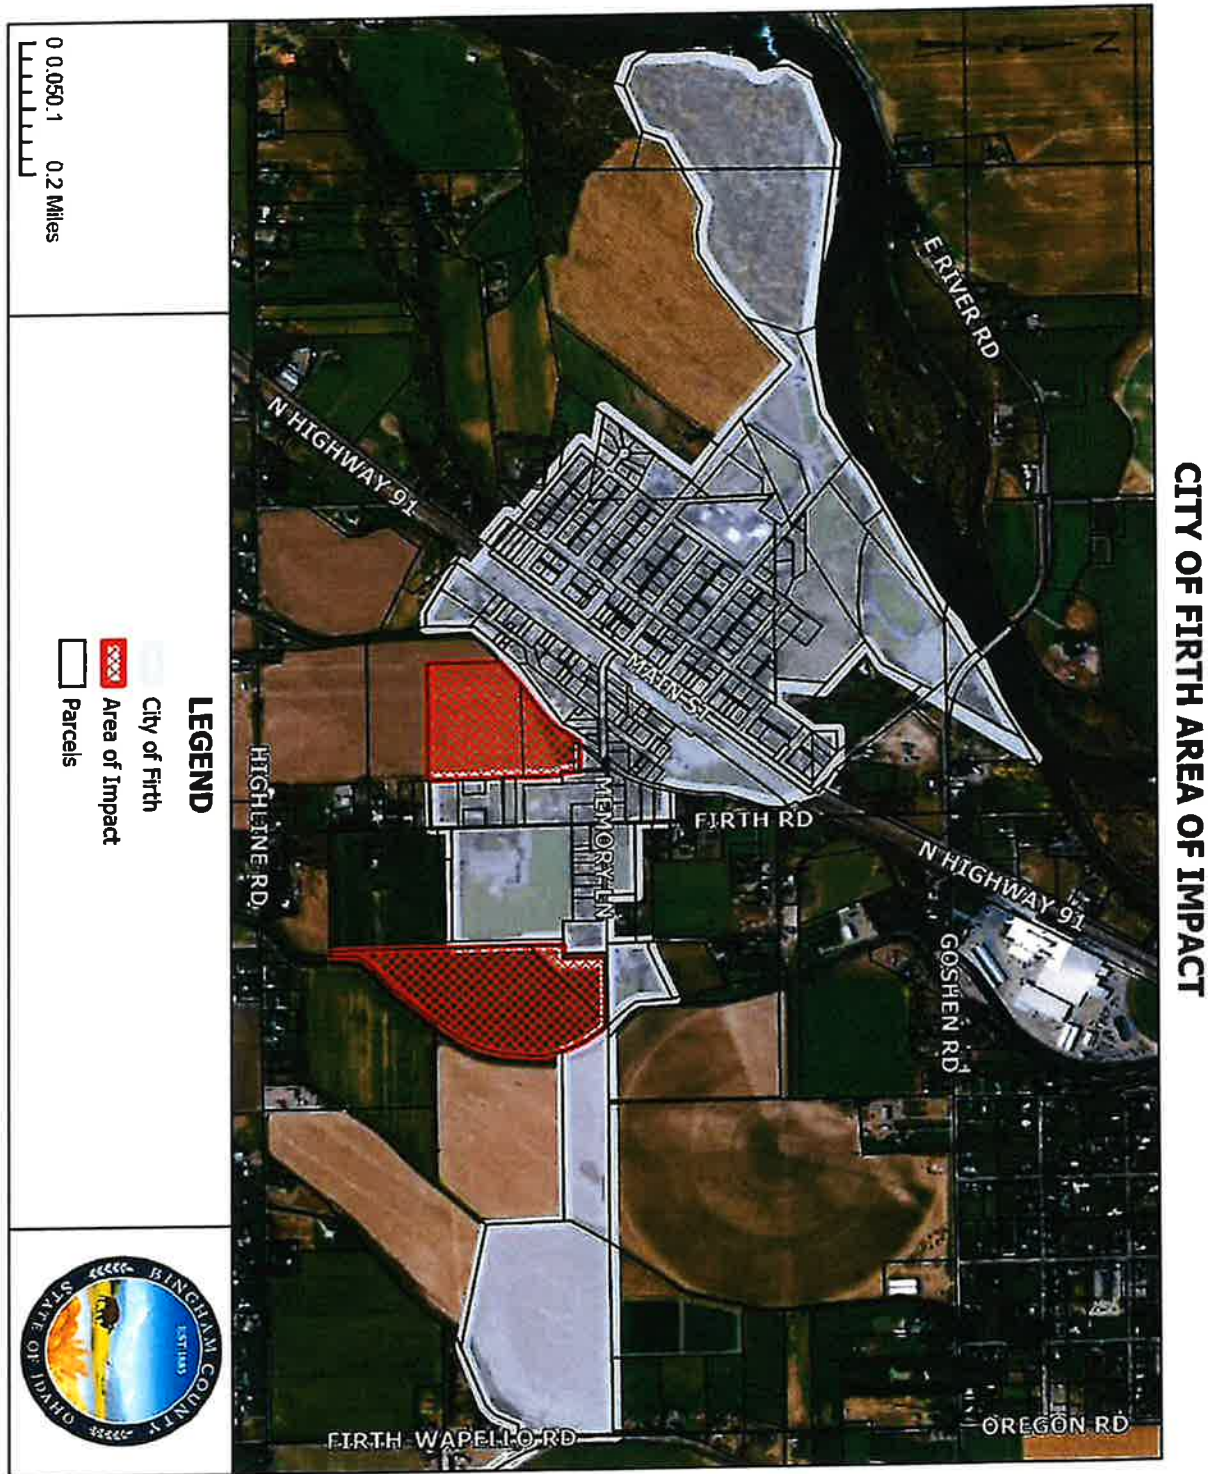 CITY OF FIRTH AREA OF IMPACT
N
E RIVER RD
N HIGHWAY 91
MAIN ST
MEMORY LN
FIRTH RD
N HIGHWAY 91
GOSHEN RD
HIGHLINE RD
OREGON RD
FIRTH WAPELLO RD
0 0.050.1 0.2 Miles
LEGEND
City of Firth
Area of Impact
Parcels
BINGHAM COUNTY
EST 1885
STATE OF IDAHO